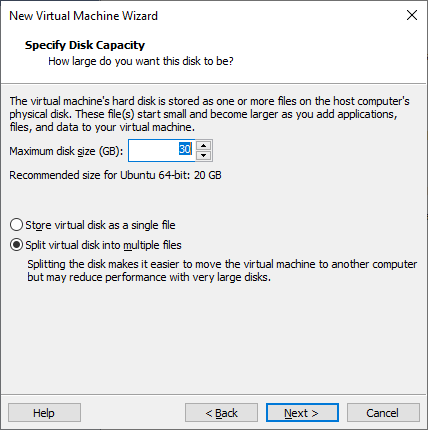 New Virtual Machine Wizard
Specify Disk Capacity
How large do you want this disk to be?
The virtual machine's hard disk is stored as one or more files on the host computer's
physical disk. These file(s) start small and become larger as you add applications,
files, and data to your virtual machine.
Maximum disk size (GB): 30
Recommended size for Ubuntu 64-bit: 20 GB
Store virtual disk as a single file
Split virtual disk into multiple files
Splitting the disk makes it easier to move the virtual machine to another computer
but may reduce performance with very large disks.
Help < Back Next > Cancel